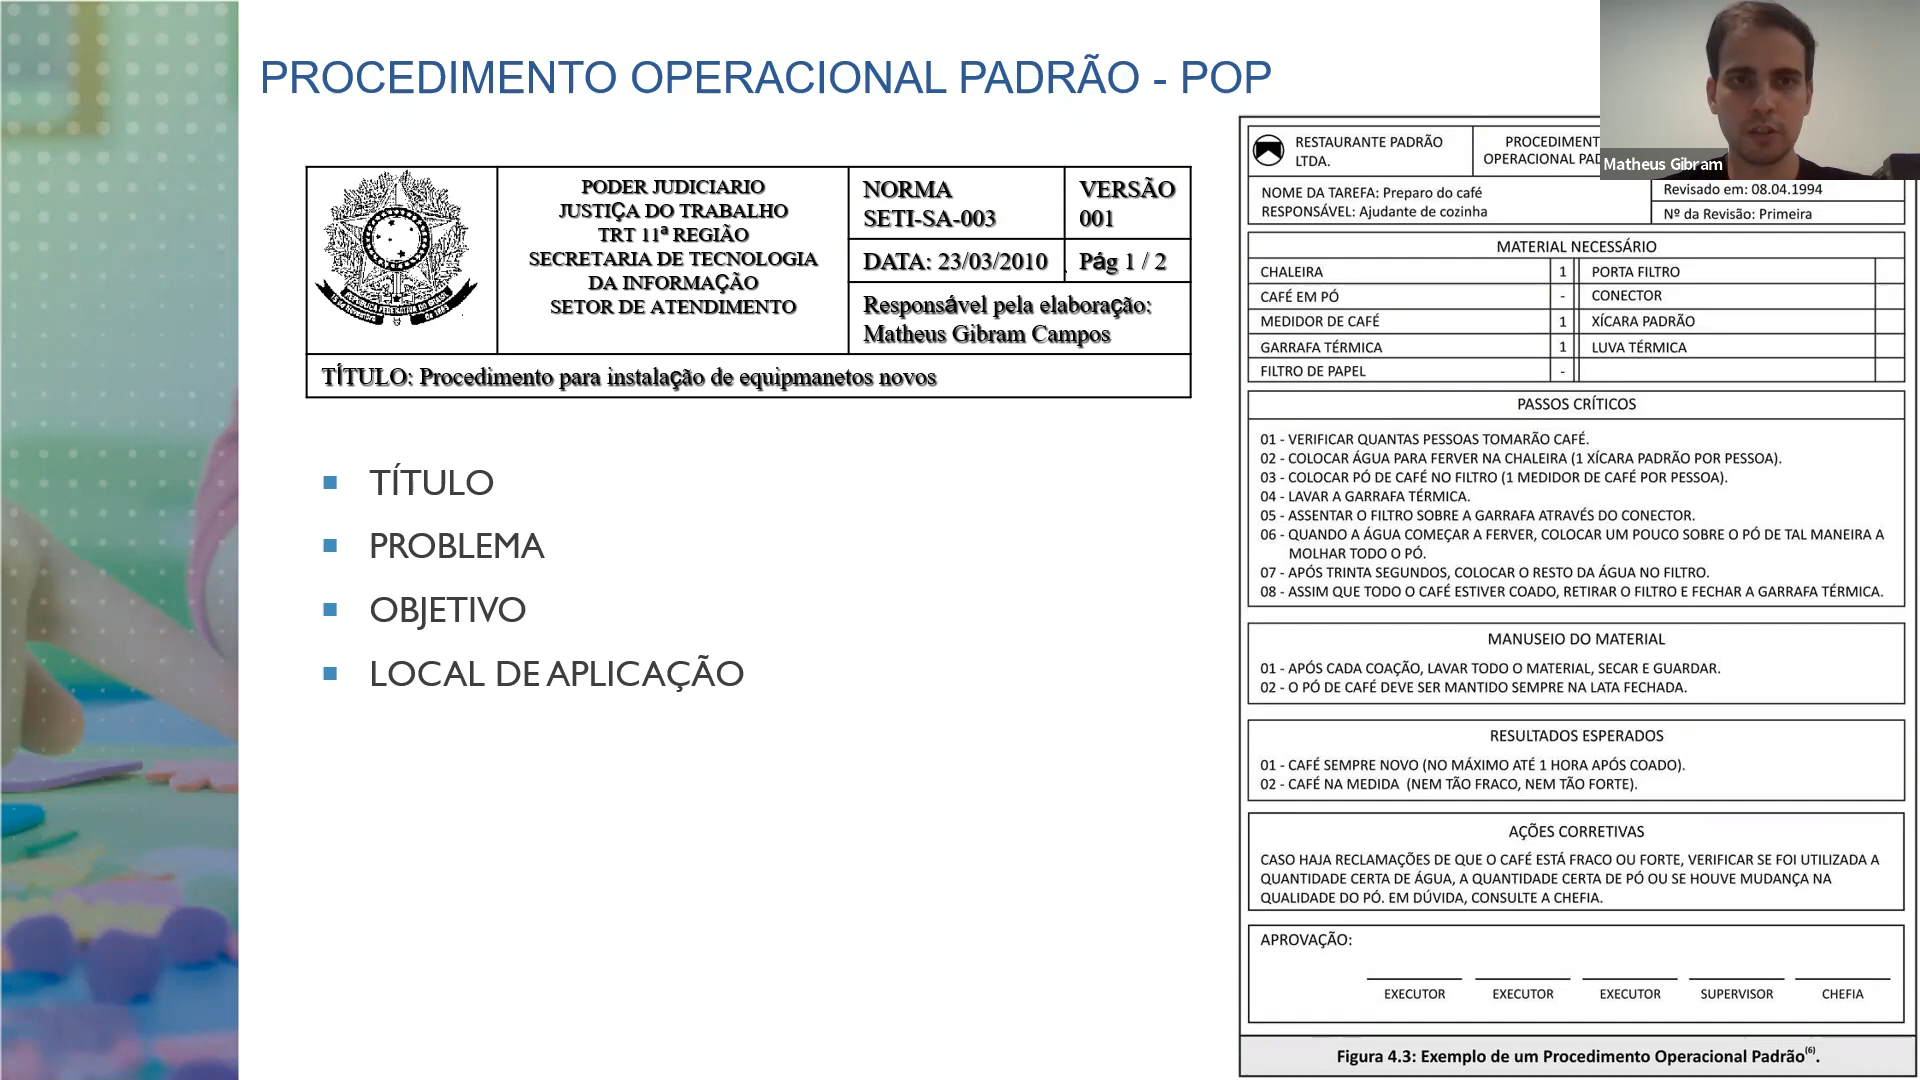 PROCEDIMENTO OPERACIONAL PADRÃO - POP
Matheus Gibram
PODER JUDICIARIO
JUSTIÇA DO TRABALHO
TRT 11ª REGIÃO
SECRETARIA DE TECNOLOGIA
DA INFORMAÇÃO
SETOR DE ATENDIMENTO
NORMA
SETI-SA-003
VERSÃO
001
DATA: 23/03/2010
Pág 1 / 2
Responsável pela elaboração:
Matheus Gibram Campos
TÍTULO: Procedimento para instalação de equipmanetos novos
TÍTULO
PROBLEMA
OBJETIVO
LOCAL DE APLICAÇÃO
RESTAURANTE PADRÃO
LTDA.
PROCEDIMENT
OPERACIONAL PAD
NOME DA TAREFA: Preparo do café
RESPONSÁVEL: Ajudante de cozinha
Revisado em: 08.04.1994
Nº da Revisão: Primeira
MATERIAL NECESSÁRIO
CHALEIRA 1 PORTA FILTRO
CAFÉ EM PÓ - CONECTOR
MEDIDOR DE CAFÉ 1 XÍCARA PADRÃO
GARRAFA TÉRMICA 1 LUVA TÉRMICA
FILTRO DE PAPEL -
PASSOS CRÍTICOS
01 - VERIFICAR QUANTAS PESSOAS TOMARÃO CAFÉ.
02 - COLOCAR ÁGUA PARA FERVER NA CHALEIRA (1 XÍCARA PADRÃO POR PESSOA).
03 - COLOCAR PÓ DE CAFÉ NO FILTRO (1 MEDIDOR DE CAFÉ POR PESSOA).
04 - LAVAR A GARRAFA TÉRMICA.
05 - ASSENTAR O FILTRO SOBRE A GARRAFA ATRAVÉS DO CONECTOR.
06 - QUANDO A ÁGUA COMEÇAR A FERVER, COLOCAR UM POUCO SOBRE O PÓ DE TAL MANEIRA A
MOLHAR TODO O PÓ.
07 - APÓS TRINTA SEGUNDOS, COLOCAR O RESTO DA ÁGUA NO FILTRO.
08 - ASSIM QUE TODO O CAFÉ ESTIVER COADO, RETIRAR O FILTRO E FECHAR A GARRAFA TÉRMICA.
MANUSEIO DO MATERIAL
01 - APÓS CADA COAÇÃO, LAVAR TODO O MATERIAL, SECAR E GUARDAR.
02 - O PÓ DE CAFÉ DEVE SER MANTIDO SEMPRE NA LATA FECHADA.
RESULTADOS ESPERADOS
01 - CAFÉ SEMPRE NOVO (NO MÁXIMO ATÉ 1 HORA APÓS COADO).
02 - CAFÉ NA MEDIDA (NEM TÃO FRACO, NEM TÃO FORTE).
AÇÕES CORRETIVAS
CASO HAJA RECLAMAÇÕES DE QUE O CAFÉ ESTÁ FRACO OU FORTE, VERIFICAR SE FOI UTILIZADA A
QUANTIDADE CERTA DE ÁGUA, A QUANTIDADE CERTA DE PÓ OU SE HOUVE MUDANÇA NA
QUALIDADE DO PÓ. EM DÚVIDA, CONSULTE A CHEFIA.
APROVAÇÃO:
EXECUTOR EXECUTOR EXECUTOR SUPERVISOR CHEFIA
Figura 4.3: Exemplo de um Procedimento Operacional Padrão(6).